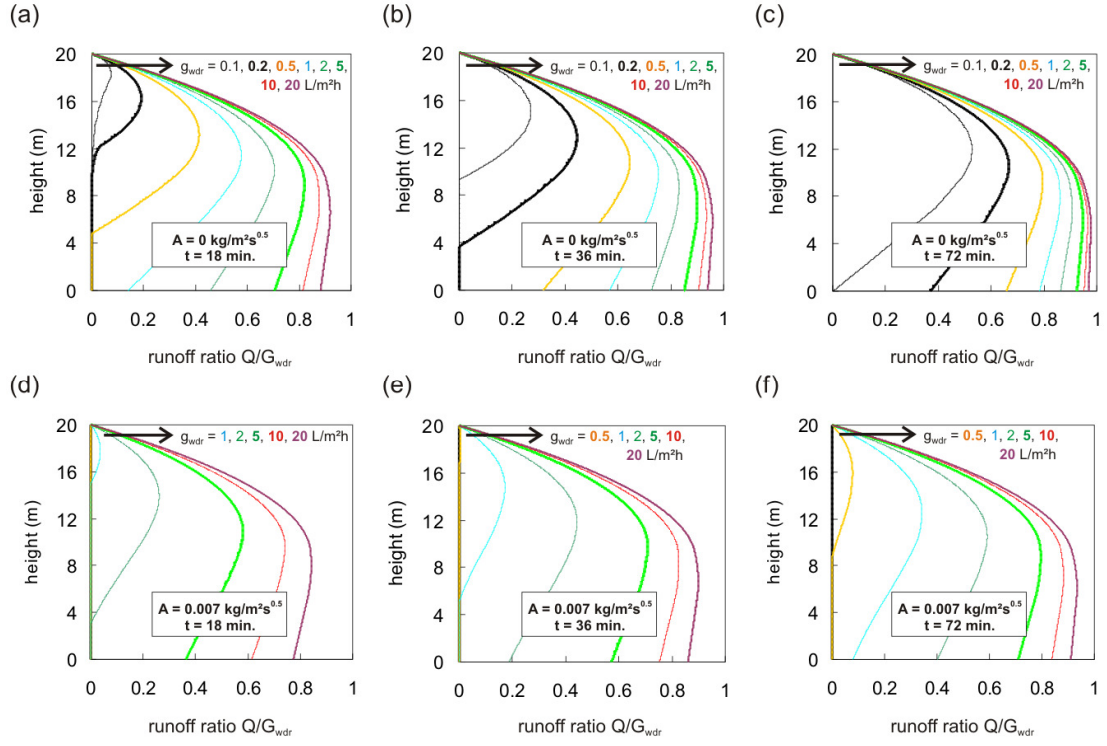 (a)
20
16
12
8
4
0
height (m)
g_wdr = 0.1, 0.2, 0.5, 1, 2, 5,
10, 20 L/m²h
A = 0 kg/m²s^0.5
t = 18 min.
0 0.2 0.4 0.6 0.8 1
runoff ratio Q/G_wdr
(b)
20
16
12
8
4
0
height (m)
g_wdr = 0.1, 0.2, 0.5, 1, 2, 5,
10, 20 L/m²h
A = 0 kg/m²s^0.5
t = 36 min.
0 0.2 0.4 0.6 0.8 1
runoff ratio Q/G_wdr
(c)
20
16
12
8
4
0
height (m)
g_wdr = 0.1, 0.2, 0.5, 1, 2, 5,
10, 20 L/m²h
A = 0 kg/m²s^0.5
t = 72 min.
0 0.2 0.4 0.6 0.8 1
runoff ratio Q/G_wdr
(d)
20
16
12
8
4
0
height (m)
g_wdr = 1, 2, 5, 10, 20 L/m²h
A = 0.007 kg/m²s^0.5
t = 18 min.
0 0.2 0.4 0.6 0.8 1
runoff ratio Q/G_wdr
(e)
20
16
12
8
4
0
height (m)
g_wdr = 0.5, 1, 2, 5, 10,
20 L/m²h
A = 0.007 kg/m²s^0.5
t = 36 min.
0 0.2 0.4 0.6 0.8 1
runoff ratio Q/G_wdr
(f)
20
16
12
8
4
0
height (m)
g_wdr = 0.5, 1, 2, 5, 10,
20 L/m²h
A = 0.007 kg/m²s^0.5
t = 72 min.
0 0.2 0.4 0.6 0.8 1
runoff ratio Q/G_wdr